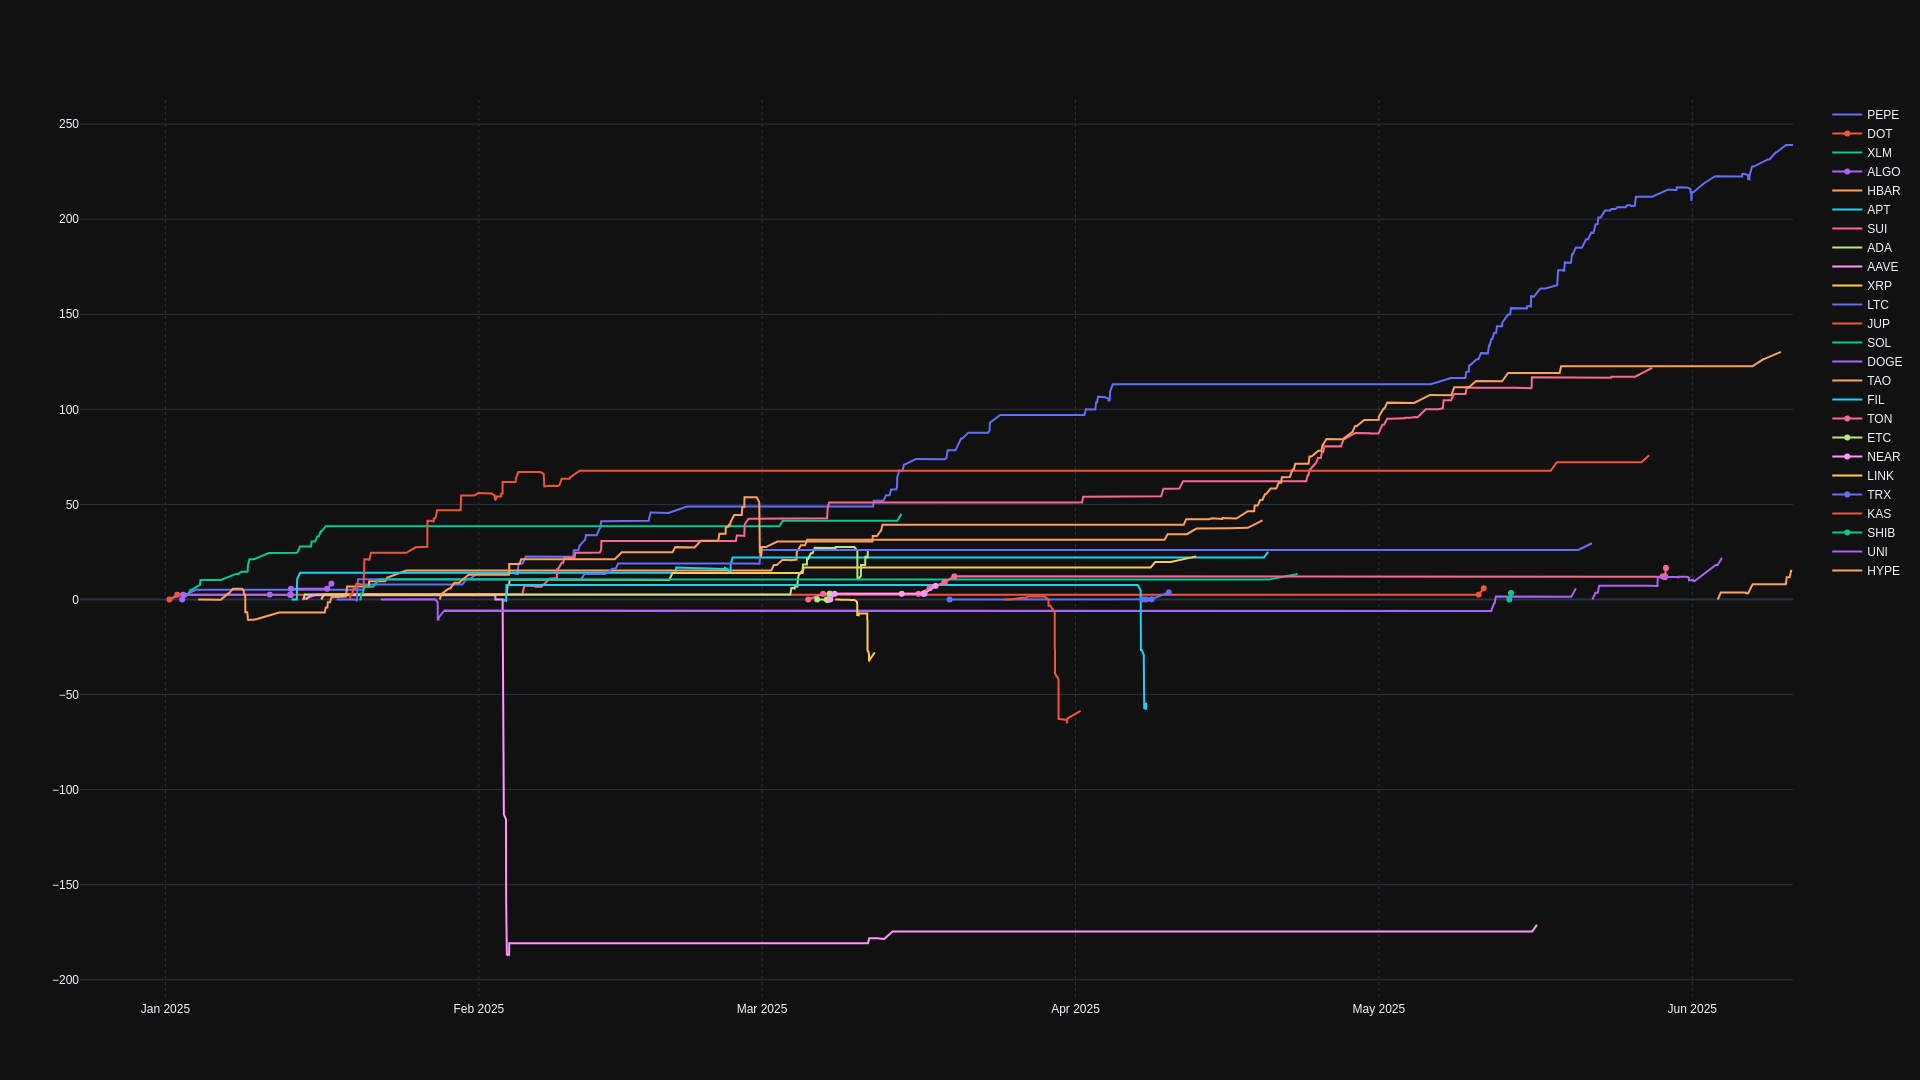 250
200
150
100
50
0
−50
−100
−150
−200
Jan 2025
Feb 2025
Mar 2025
Apr 2025
May 2025
Jun 2025
PEPE
DOT
XLM
ALGO
HBAR
APT
SUI
ADA
AAVE
XRP
LTC
JUP
SOL
DOGE
TAO
FIL
TON
ETC
NEAR
LINK
TRX
KAS
SHIB
UNI
HYPE